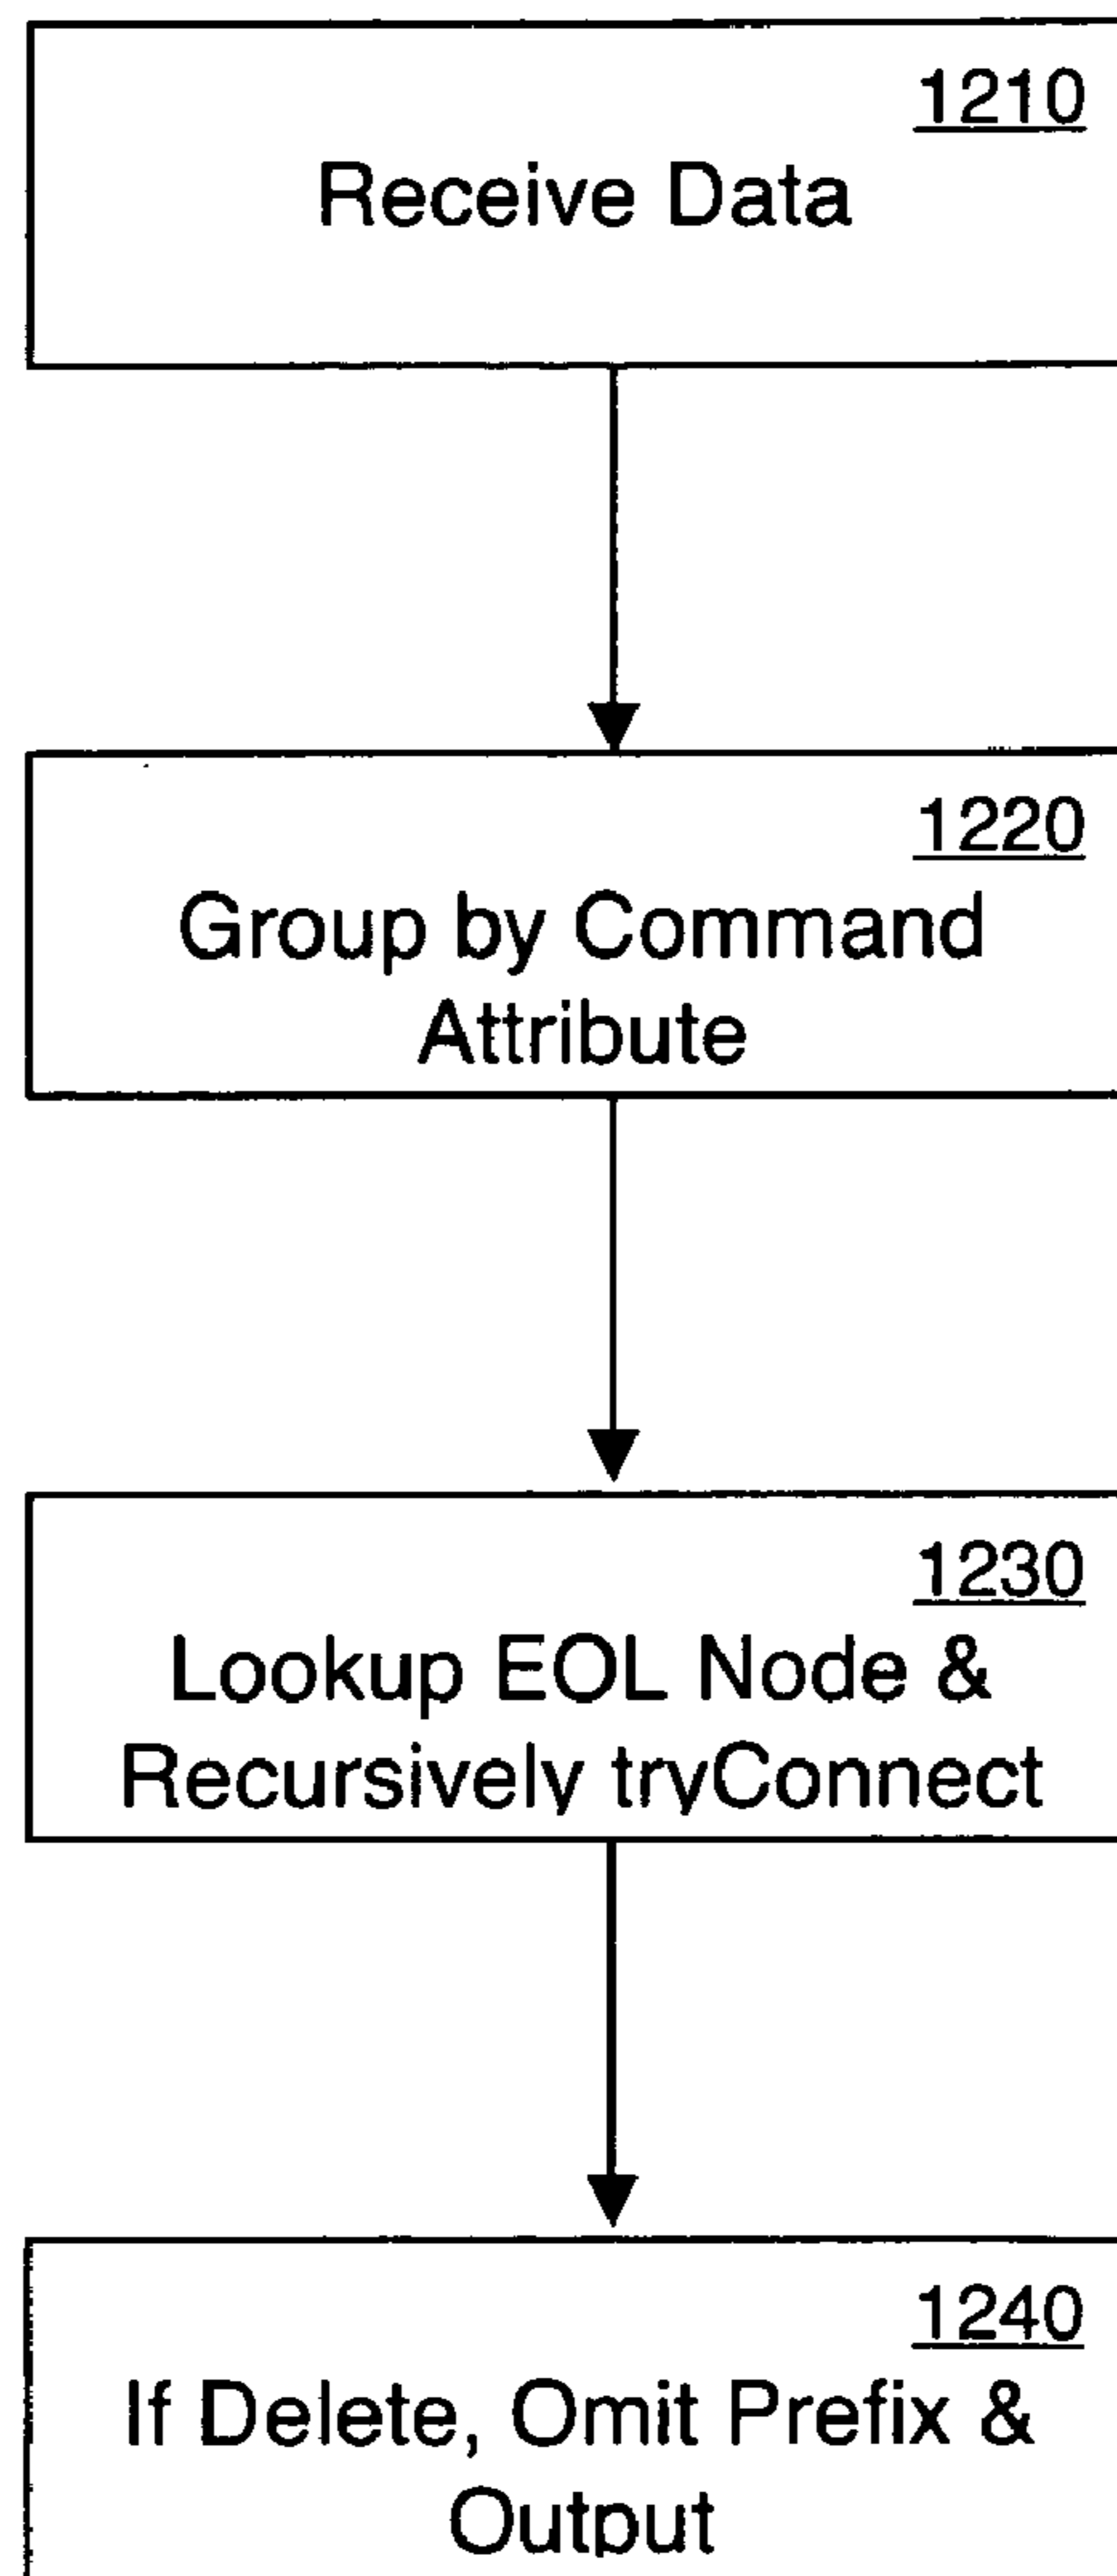 1210
Receive Data
1220
Group by Command
Attribute
1230
Lookup EOL Node &
Recursively tryConnect
1240
If Delete, Omit Prefix &
Output